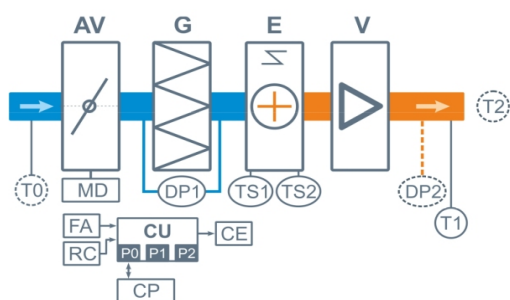 AV G E V
T2
T0 MD DP1 TS1 TS2 DP2
T1
FA CU CE
RC P0 P1 P2
CP